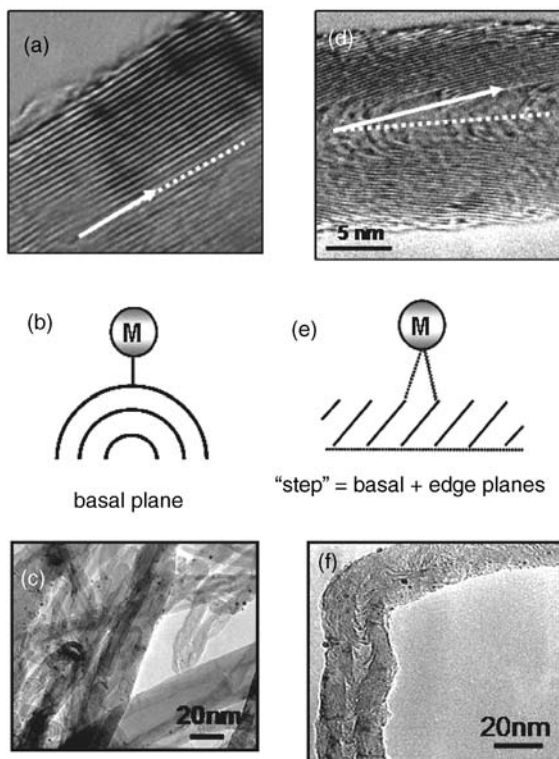 (a)
(d)
5 nm
(b)
M
basal plane
(e)
M
"step" = basal + edge planes
(c)
20nm
(f)
20nm